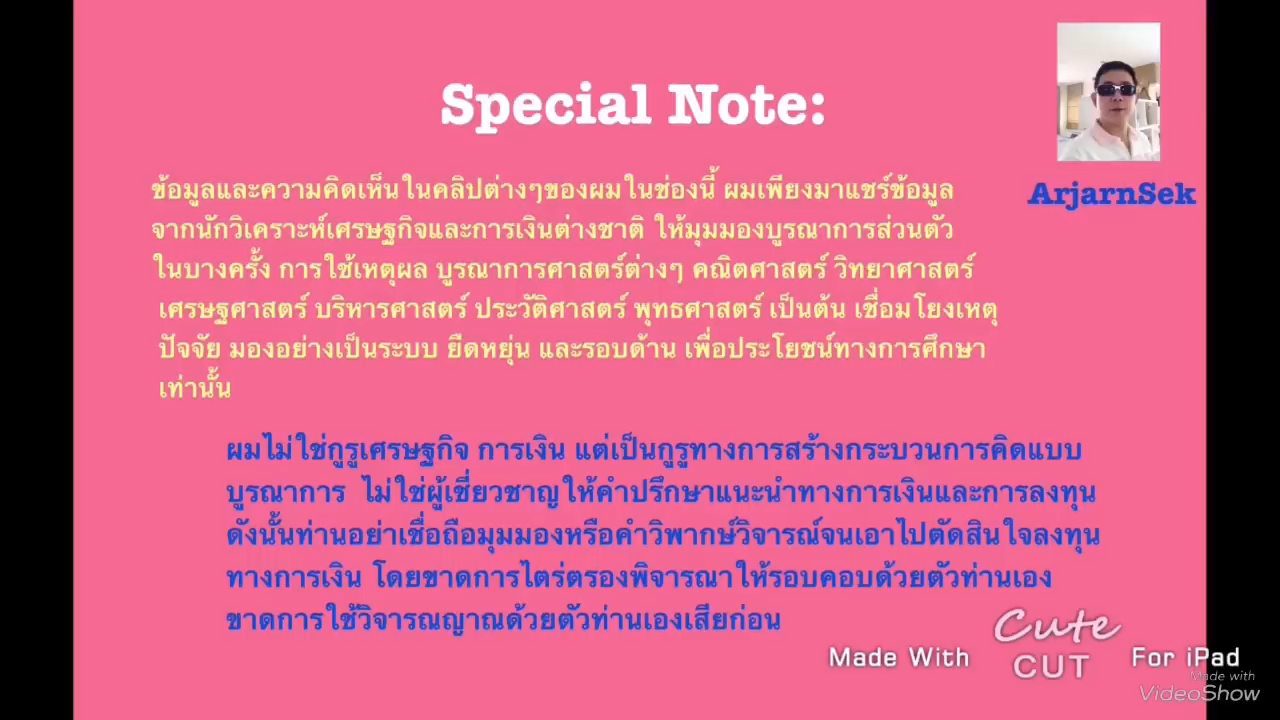 Special Note:
ArjarnSek
ข้อมูลและความคิดเห็นในคลิปต่างๆของผมในช่องนี้ ผมเพียงมาแชร์ข้อมูล
จากนักวิเคราะห์เศรษฐกิจและการเงินต่างชาติ ให้มุมมองบูรณาการส่วนตัว
ในบางครั้ง การใช้เหตุผล บูรณาการศาสตร์ต่างๆ คณิตศาสตร์ วิทยาศาสตร์
เศรษฐศาสตร์ บริหารศาสตร์ ประวัติศาสตร์ พุทธศาสตร์ เป็นต้น เชื่อมโยงเหตุ
ปัจจัย มองอย่างเป็นระบบ ยืดหยุ่น และรอบด้าน เพื่อประโยชน์ทางการศึกษา
เท่านั้น
ผมไม่ใช่กูรูเศรษฐกิจ การเงิน แต่เป็นกูรูทางการสร้างกระบวนการคิดแบบ
บูรณาการ ไม่ใช่ผู้เชี่ยวชาญให้คำปรึกษาแนะนำทางการเงินและการลงทุน
ดังนั้นท่านอย่าเชื่อถือมุมมองหรือคำวิพากษ์วิจารณ์จนเอาไปตัดสินใจลงทุน
ทางการเงิน โดยขาดการไตร่ตรองพิจารณาให้รอบคอบด้วยตัวท่านเอง
ขาดการใช้วิจารณญาณด้วยตัวท่านเองเสียก่อน
Made With Cute CUT For iPad
Made with
VideoShow